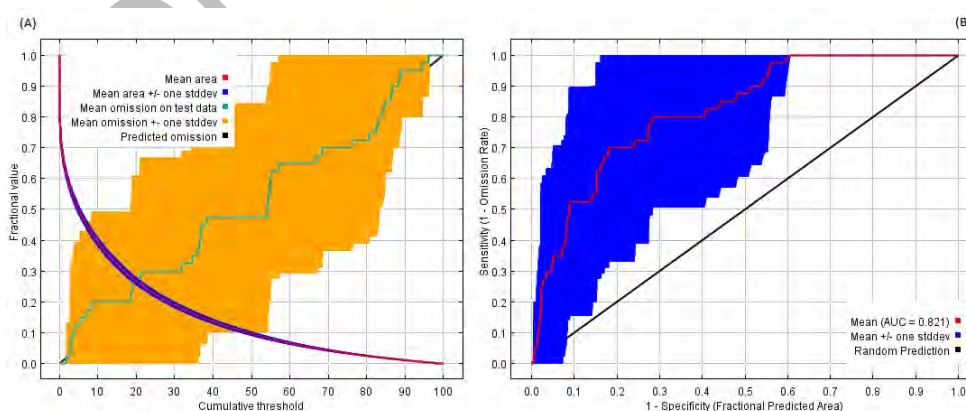 (A)
1.0
0.9
0.8
0.7
0.6
0.5
0.4
0.3
0.2
0.1
0.0
Fractional value
Mean area
Mean area +/- one stddev
Mean omission on test data
Mean omission +- one stddev
Predicted omission
0 10 20 30 40 50 60 70 80 90 100
Cumulative threshold
(B
1.0
0.9
0.8
0.7
0.6
0.5
0.4
0.3
0.2
0.1
0.0
Sensitivity (1 - Omission Rate)
Mean (AUC = 0.821)
Mean +/- one stddev
Random Prediction
0.0 0.1 0.2 0.3 0.4 0.5 0.6 0.7 0.8 0.9 1.0
1 - Specificity (Fractional Predicted Area)